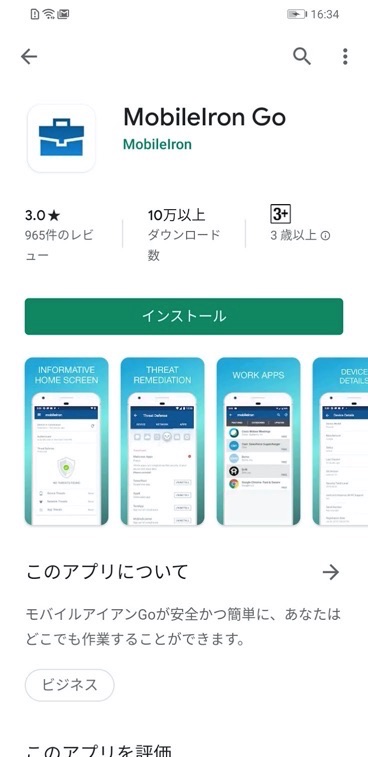 16:34
MobileIron Go
MobileIron
3.0★
965件のレビ
ュー
10万以上
ダウンロード
数
3+
3 歳以上
インストール
INFORMATIVE
HOME SCREEN
THREAT
REMEDIATION
WORK APPS
DEVICE
DETAILS
このアプリについて
モバイルアイアンGoが安全かつ簡単に、あなたは
どこでも作業することができます。
ビジネス
このアプリを評価